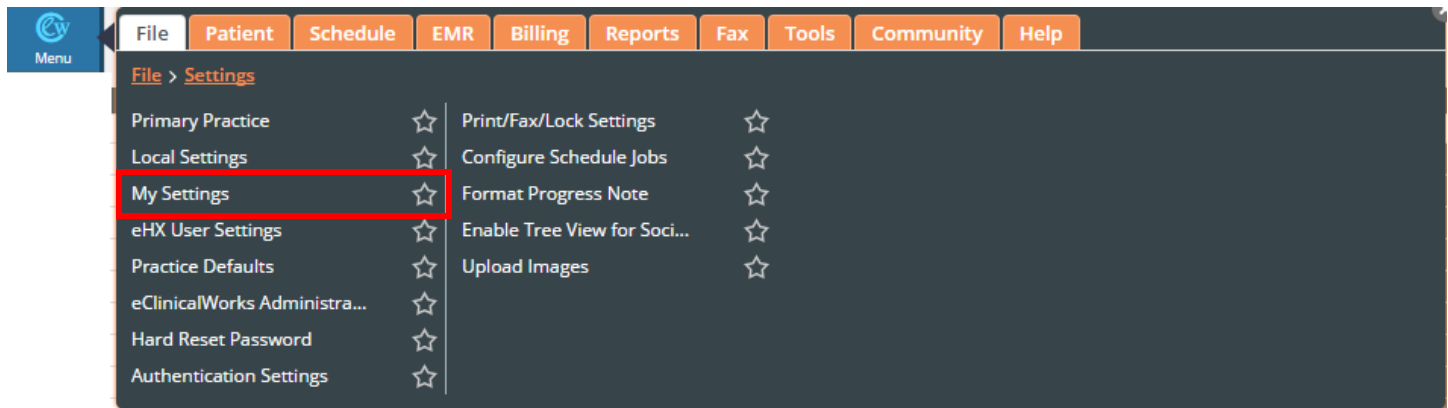 eCW
Menu
File Patient Schedule EMR Billing Reports Fax Tools Community Help
File > Settings
Primary Practice
Local Settings
My Settings
eHX User Settings
Practice Defaults
eClinicalWorks Administra...
Hard Reset Password
Authentication Settings
Print/Fax/Lock Settings
Configure Schedule Jobs
Format Progress Note
Enable Tree View for Soci...
Upload Images